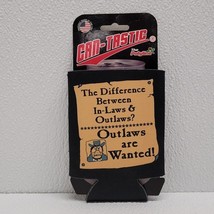 CAN-TASTIC
The Difference
Between
In-Laws &
Outlaws?
Outlaws
are
Wanted!